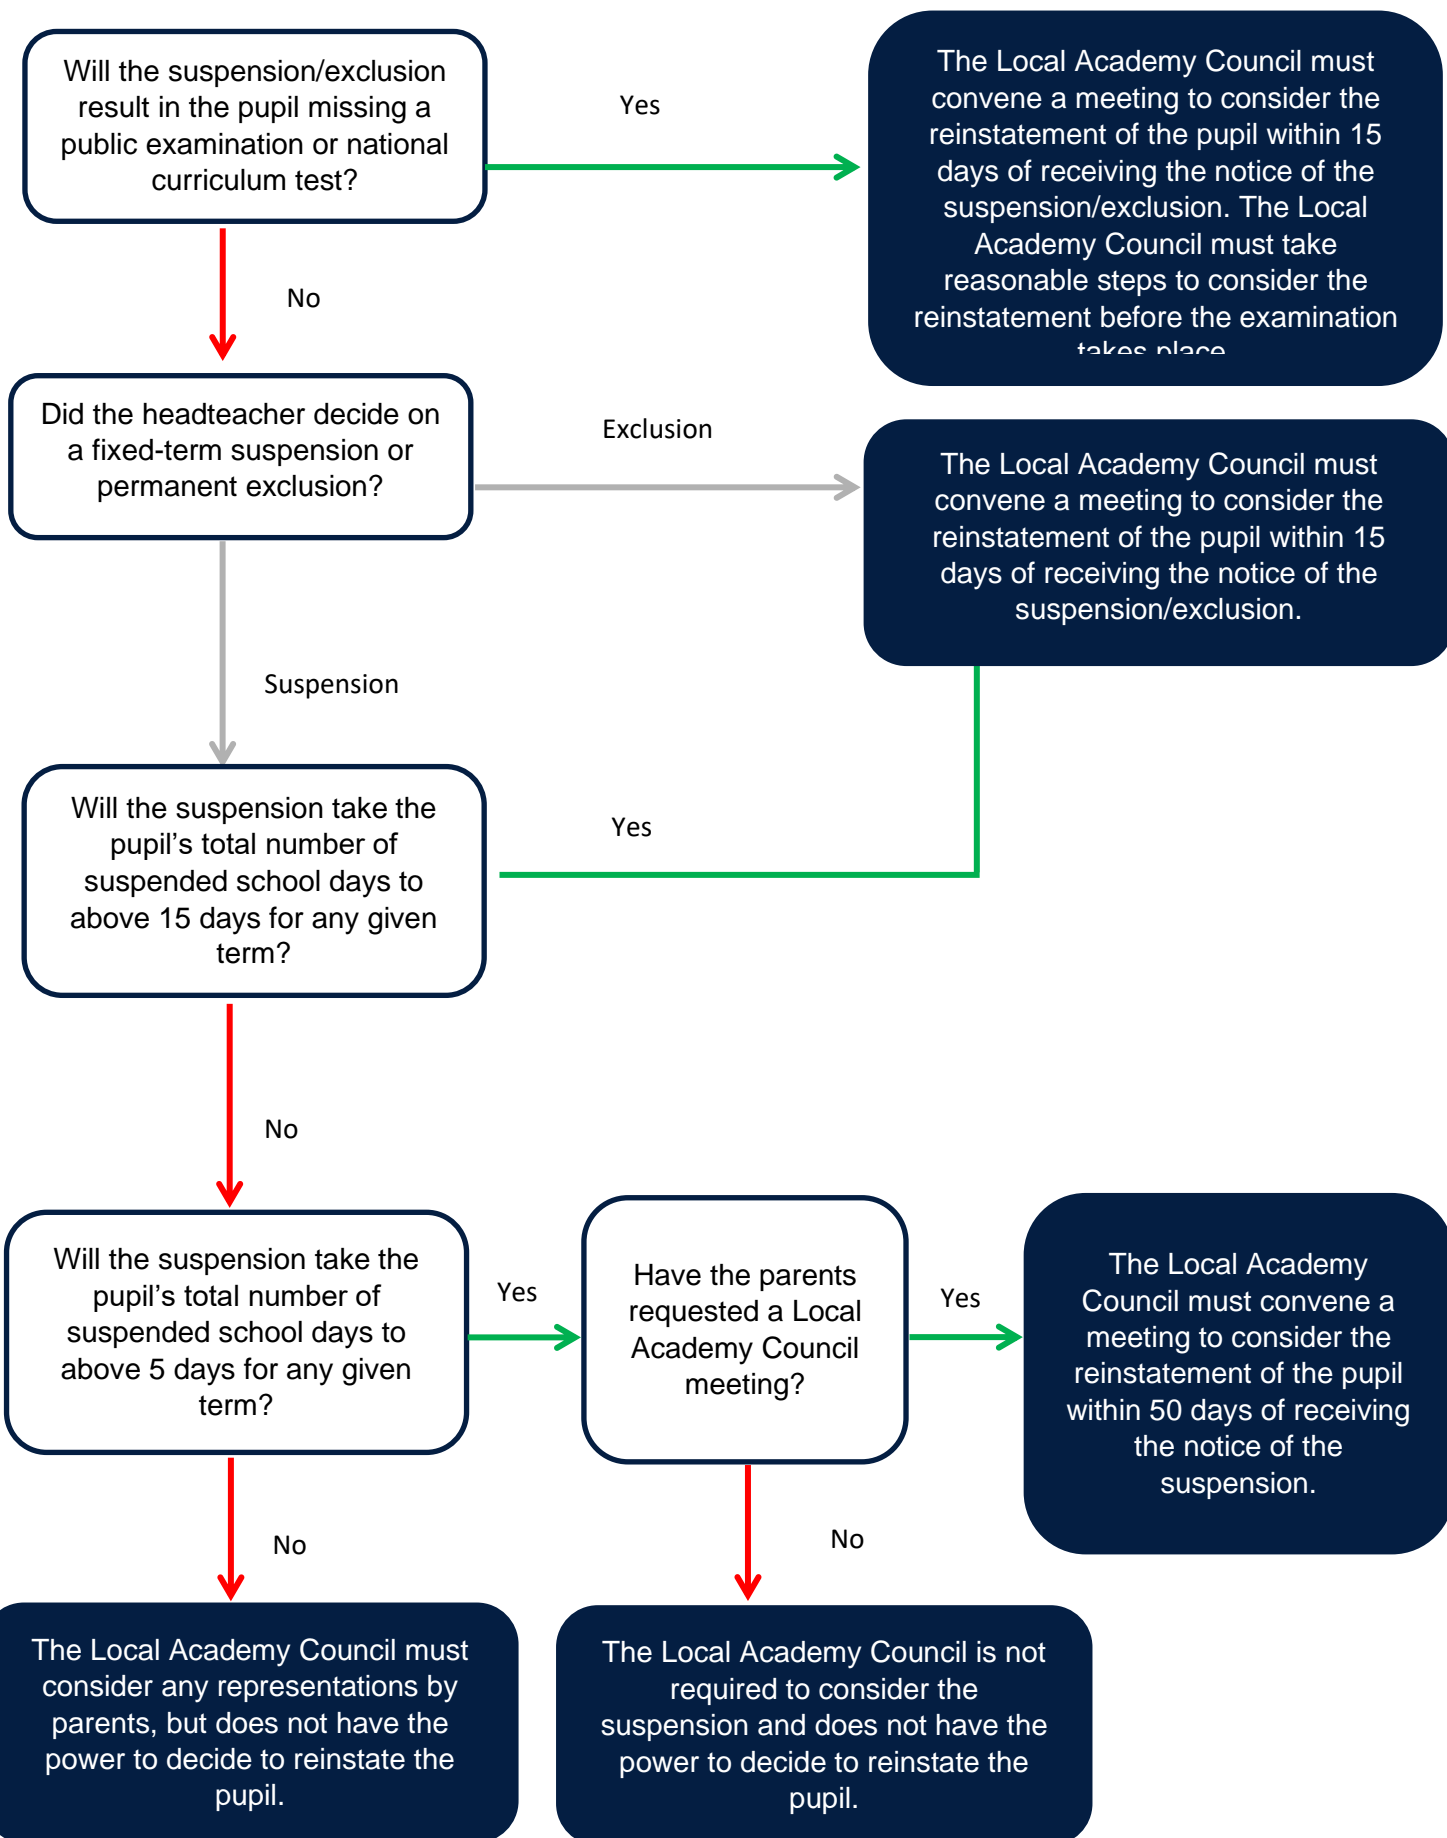 Will the suspension/exclusion
result in the pupil missing a
public examination or national
curriculum test?
Yes
The Local Academy Council must
convene a meeting to consider the
reinstatement of the pupil within 15
days of receiving the notice of the
suspension/exclusion. The Local
Academy Council must take
reasonable steps to consider the
reinstatement before the examination
takes place
No
Did the headteacher decide on
a fixed-term suspension or
permanent exclusion?
Exclusion
The Local Academy Council must
convene a meeting to consider the
reinstatement of the pupil within 15
days of receiving the notice of the
suspension/exclusion.
Suspension
Will the suspension take the
pupil’s total number of
suspended school days to
above 15 days for any given
term?
Yes
No
Will the suspension take the
pupil’s total number of
suspended school days to
above 5 days for any given
term?
Yes
Have the parents
requested a Local
Academy Council
meeting?
Yes
The Local Academy
Council must convene a
meeting to consider the
reinstatement of the pupil
within 50 days of receiving
the notice of the
suspension.
No
No
The Local Academy Council must
consider any representations by
parents, but does not have the
power to decide to reinstate the
pupil.
The Local Academy Council is not
required to consider the
suspension and does not have the
power to decide to reinstate the
pupil.